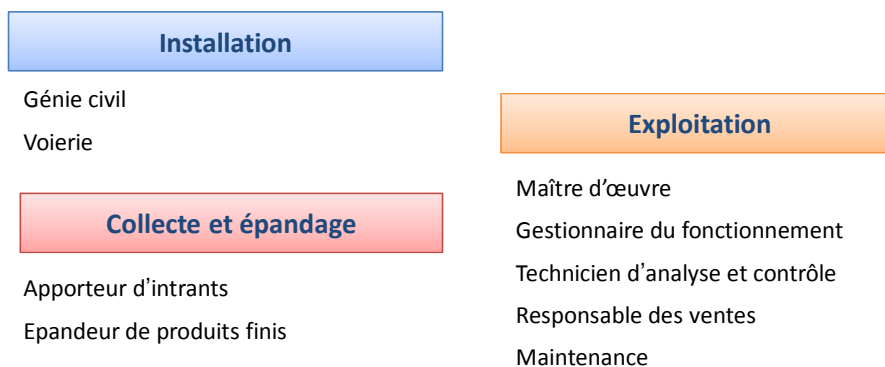 Installation
Génie civil
Voierie
Collecte et épandage
Apporteur d'intrants
Epandeur de produits finis
Exploitation
Maître d'œuvre
Gestionnaire du fonctionnement
Technicien d'analyse et contrôle
Responsable des ventes
Maintenance